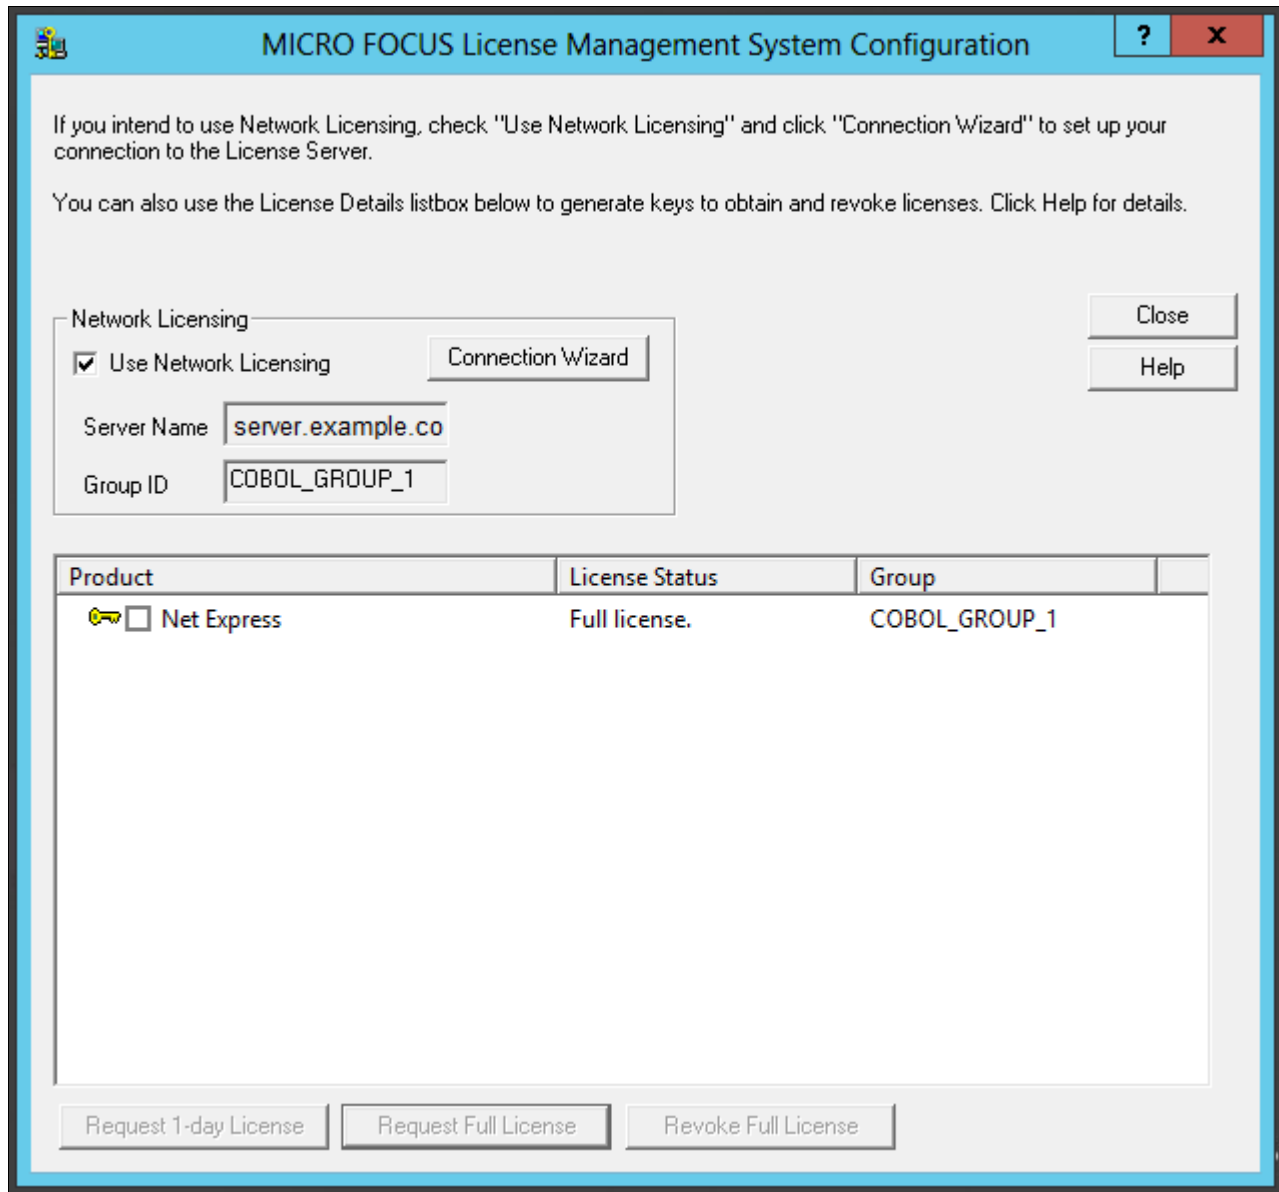 MICRO FOCUS License Management System Configuration
?
x
If you intend to use Network Licensing, check "Use Network Licensing" and click "Connection Wizard" to set up your
connection to the License Server.
You can also use the License Details listbox below to generate keys to obtain and revoke licenses. Click Help for details.
Close
Help
Network Licensing
Use Network Licensing
Connection Wizard
Server Name server.example.co
Group ID COBOL_GROUP_1
Product License Status Group
Net Express Full license. COBOL_GROUP_1
Request 1-day License Request Full License Revoke Full License